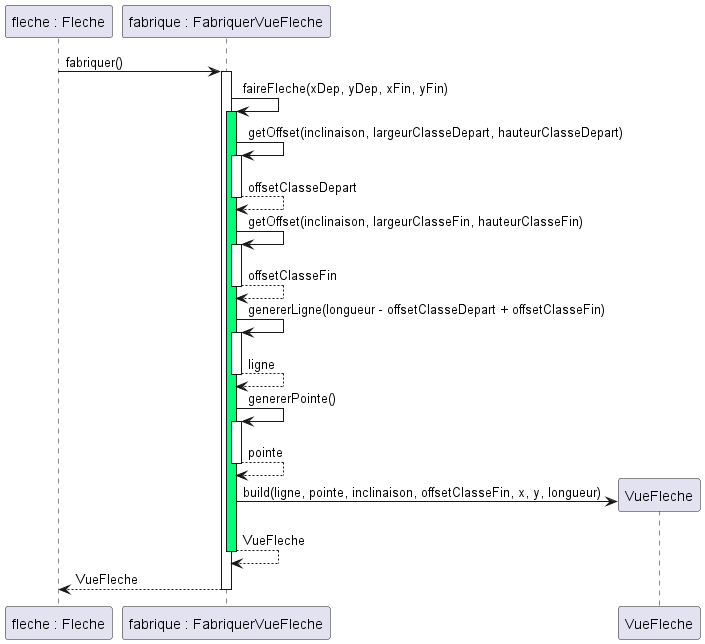 fleche : Fleche
fabrique : FabriquerVueFleche
fabriquer()
faireFleche(xDep, yDep, xFin, yFin)
getOffset(inclinaison, largeurClasseDepart, hauteurClasseDepart)
offsetClasseDepart
getOffset(inclinaison, largeurClasseFin, hauteurClasseFin)
offsetClasseFin
genererLigne(longueur - offsetClasseDepart + offsetClasseFin)
ligne
genererPointe()
pointe
build(ligne, pointe, inclinaison, offsetClasseFin, x, y, longueur)
VueFleche
VueFleche
VueFleche
fleche : Fleche
fabrique : FabriquerVueFleche
VueFleche